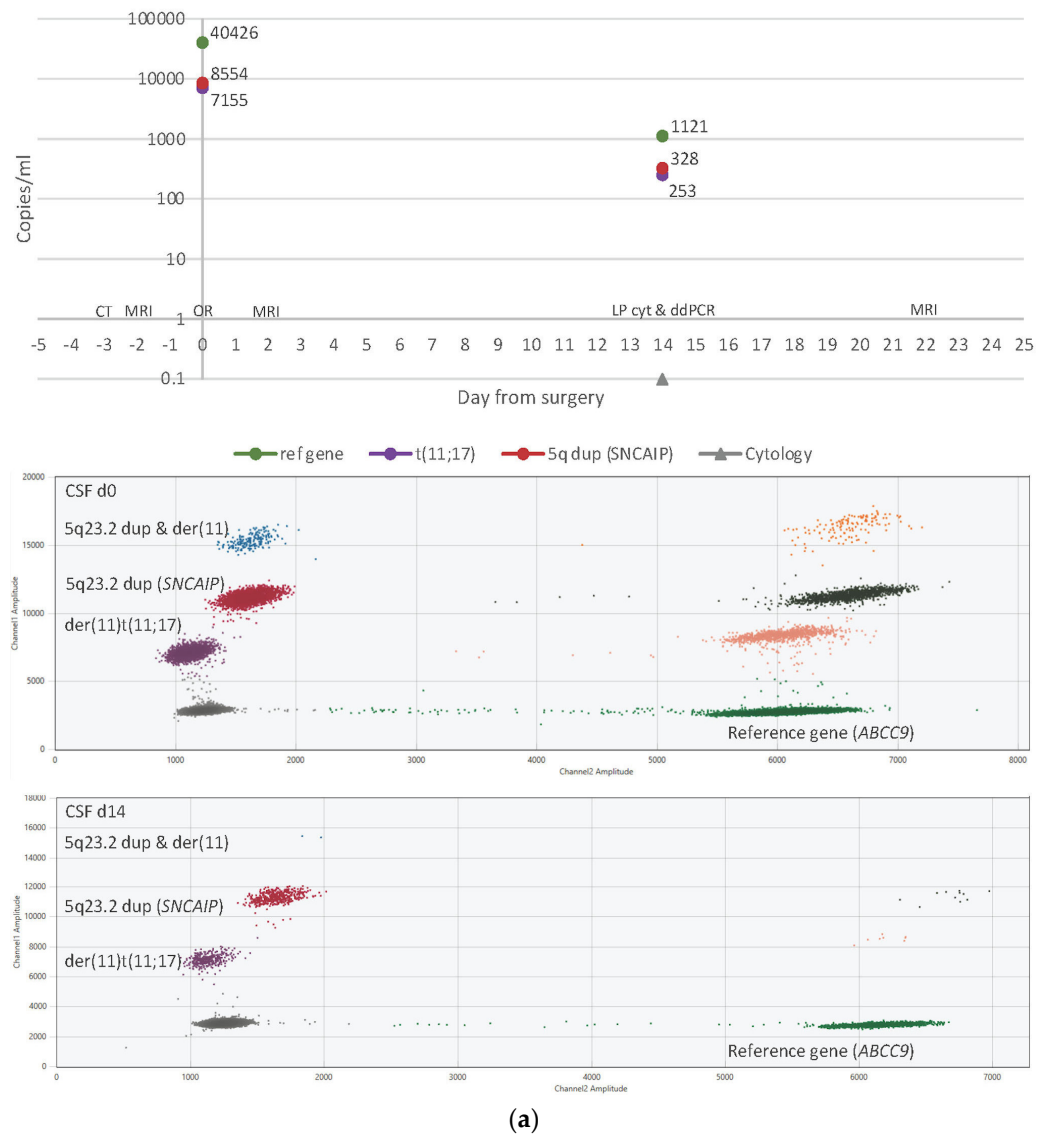 100000
40426
10000
8554
7155
1000
1121
328
100
253
Copies/ml
10
CT MRI OR MRI LP cyt & ddPCR MRI
1
-5 -4 -3 -2 -1 0 1 2 3 4 5 6 7 8 9 10 11 12 13 14 15 16 17 18 19 20 21 22 23 24 25
0.1
Day from surgery
ref gene t(11;17) 5q dup (SNCAIP) Cytology
20000
CSF d0
5q23.2 dup & der(11)
15000
5q23.2 dup (SNCAIP)
10000
Channel1 Amplitude
der(11)t(11;17)
5000
Reference gene (ABCC9)
0
1000 2000 3000 4000 5000 6000 7000 8000
Channel2 Amplitude
18000
CSF d14
16000
5q23.2 dup & der(11)
14000
12000
5q23.2 dup (SNCAIP)
10000
Channel1 Amplitude
8000
der(11)t(11;17)
6000
4000
2000
Reference gene (ABCC9)
0
0 1000 2000 3000 4000 5000 6000 7000
Channel2 Amplitude
(a)